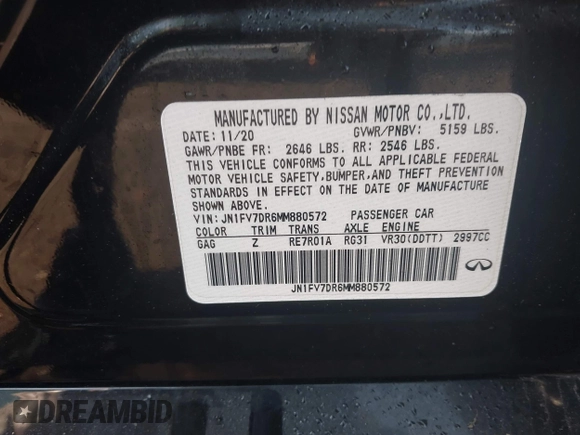 MANUFACTURED BY NISSAN MOTOR CO.,LTD.
DATE: 11/20 GVWR/PNBV: 5159 LBS.
GAWR/PNBE FR: 2646 LBS. RR: 2546 LBS.
THIS VEHICLE CONFORMS TO ALL APPLICABLE FEDERAL
MOTOR VEHICLE SAFETY,BUMPER,AND THEFT PREVENTION
STANDARDS IN EFFECT ON THE DATE OF MANUFACTURE
SHOWN ABOVE.
VIN: JN1FV7DR6MM880572 PASSENGER CAR
COLOR TRIM TRANS AXLE ENGINE
GAG Z RE7R01A RG31 VR30(DDTT) 2997CC
JN1FV7DR6MM880572
DREAMBID